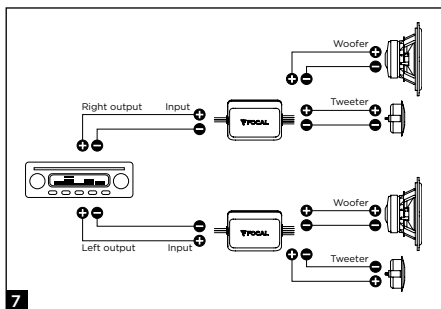 Woofer
Tweeter
Right output
Input
FOCAL
Woofer
FOCAL
Left output
Input
Tweeter
7